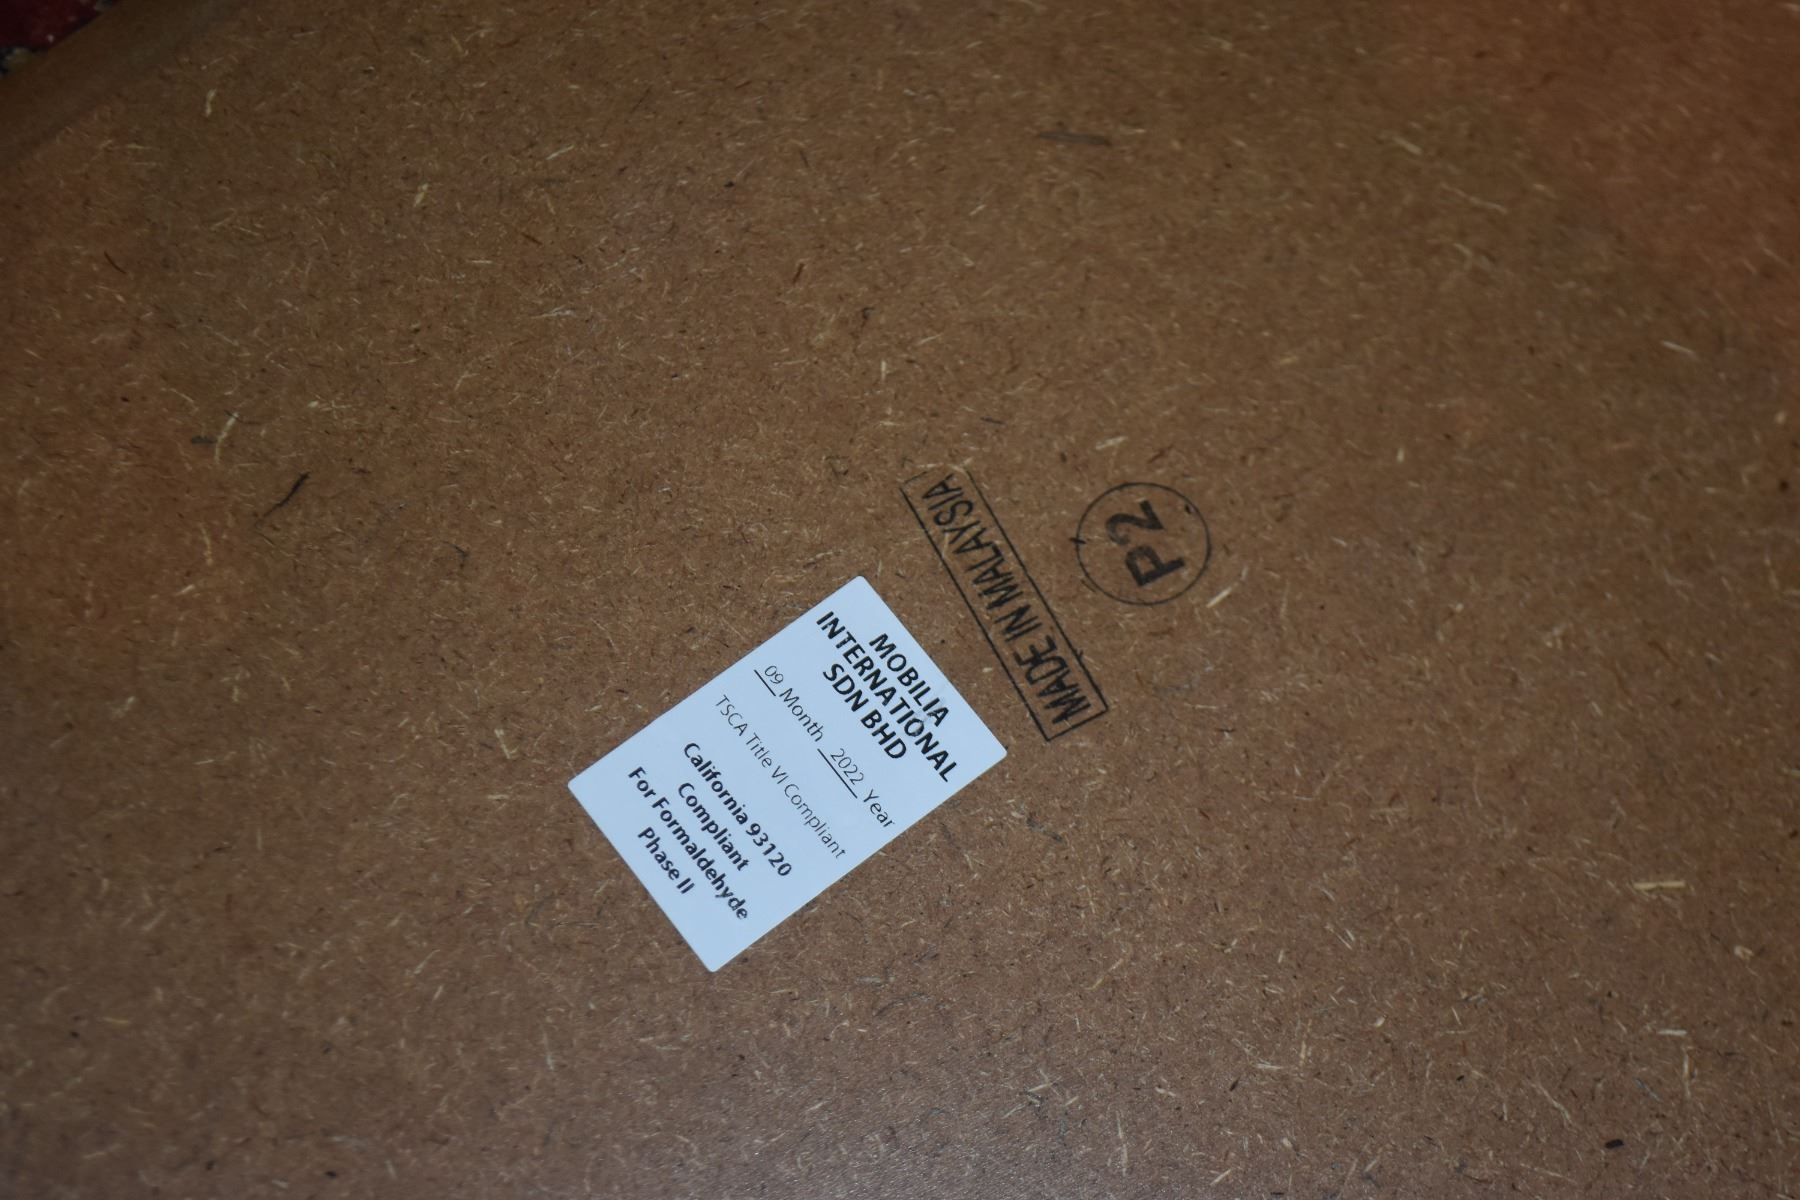 P2
MADE IN MALAYSIA
MOBILIA
INTERNATIONAL
SDN BHD
09 Month 2022 Year
TSCA Title VI Compliant
California 93120
Compliant
For Formaldehyde
Phase II